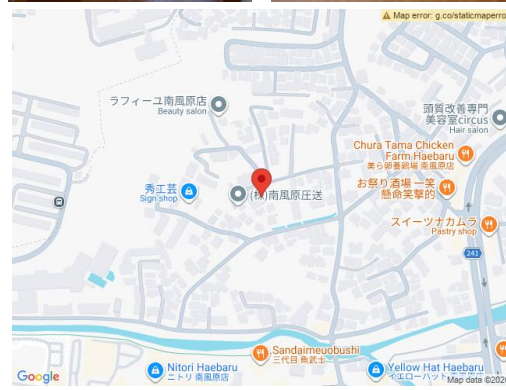 Map error: g.co/staticmaperro
ラフィーユ南風原店
Beauty salon
頭質改善専門
美容室circus
Hair salon
Chura Tama Chicken
Farm Haebaru
美ら卵養鶏場 南風原店
お祭り酒場 一笑
懸命笑撃的
秀工芸
Sign shop
(株)南風原圧送
スイーツナカムラ
Pastry shop
241
Sandaimeuobushi
三代目 魚武士
Nitori Haebaru
ニトリ 南風原店
Yellow Hat Haebaru
イエローハット
Google
Map data ©202